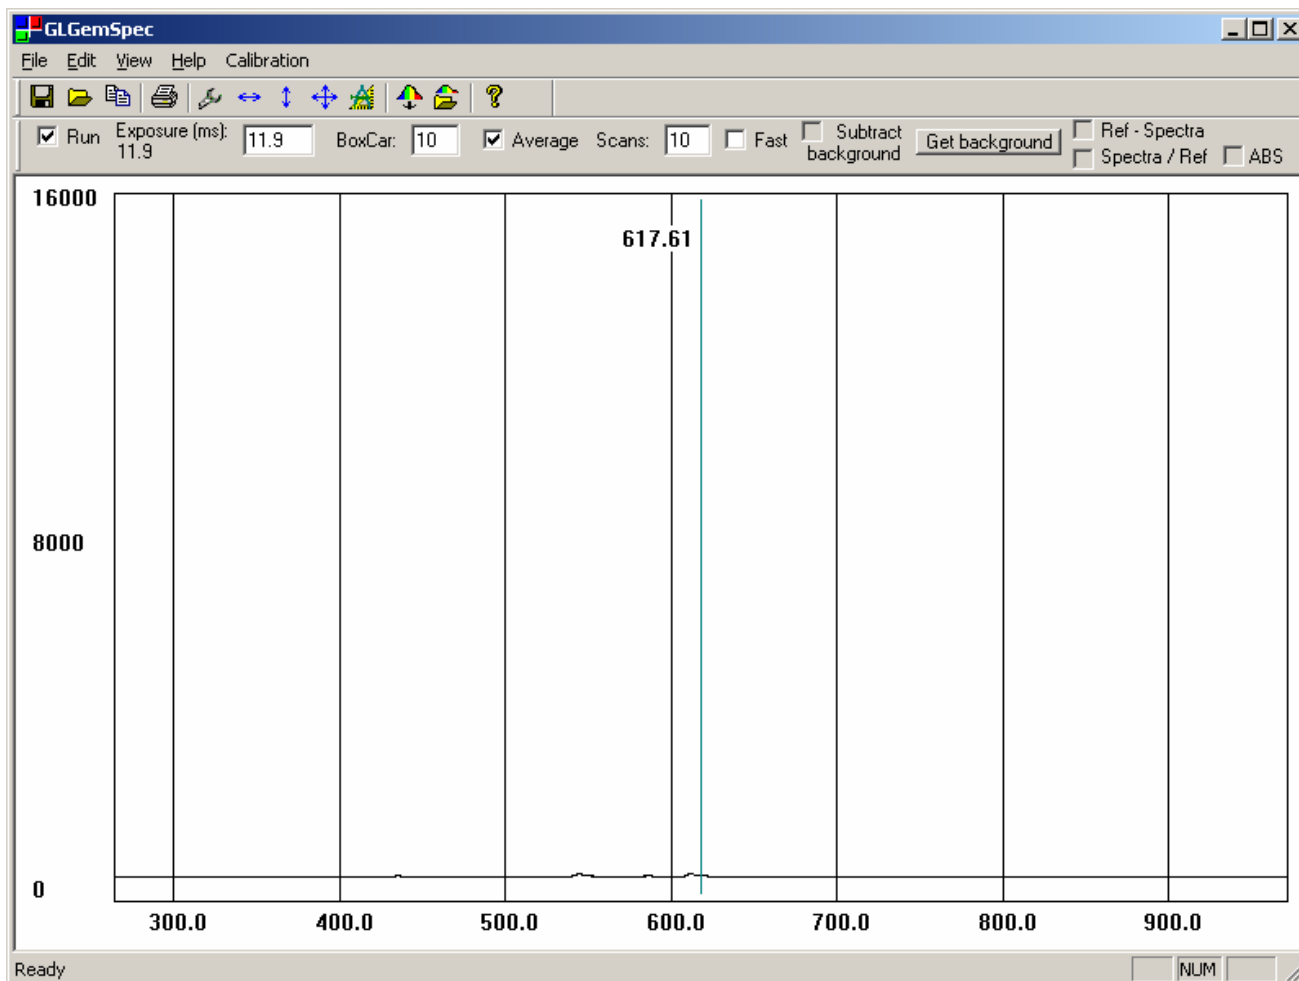 GLGemSpec
File Edit View Help Calibration
Run Exposure (ms): 11.9 BoxCar: 10 Average Scans: 10 Fast Subtract background Get background Ref - Spectra
11.9 Spectra / Ref ABS
16000
617.61
8000
0
300.0 400.0 500.0 600.0 700.0 800.0 900.0
Ready NUM